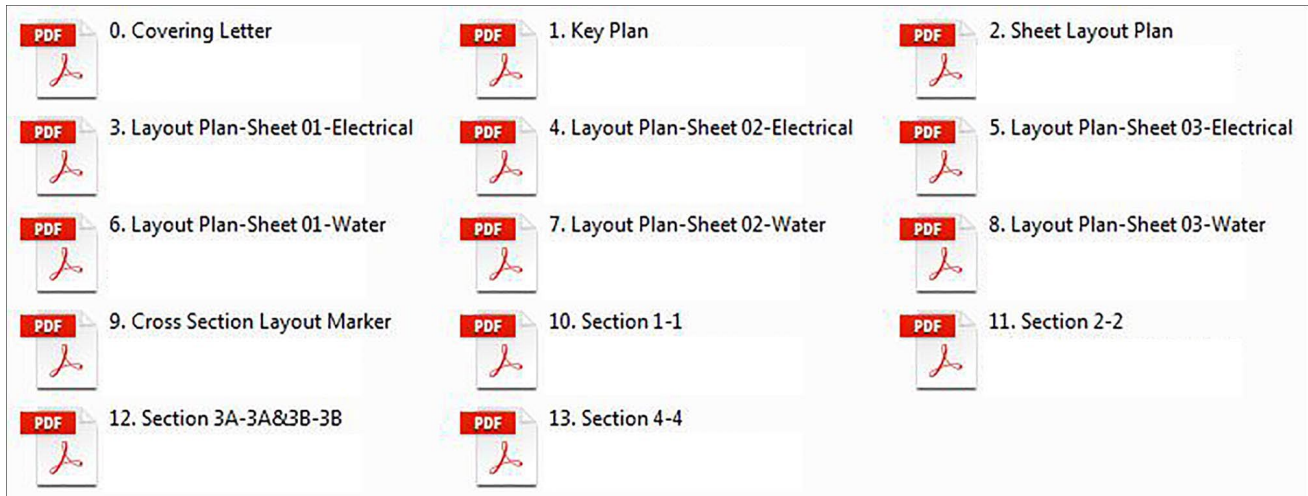 PDF 0. Covering Letter
PDF 1. Key Plan
PDF 2. Sheet Layout Plan
PDF 3. Layout Plan-Sheet 01-Electrical
PDF 4. Layout Plan-Sheet 02-Electrical
PDF 5. Layout Plan-Sheet 03-Electrical
PDF 6. Layout Plan-Sheet 01-Water
PDF 7. Layout Plan-Sheet 02-Water
PDF 8. Layout Plan-Sheet 03-Water
PDF 9. Cross Section Layout Marker
PDF 10. Section 1-1
PDF 11. Section 2-2
PDF 12. Section 3A-3A&3B-3B
PDF 13. Section 4-4